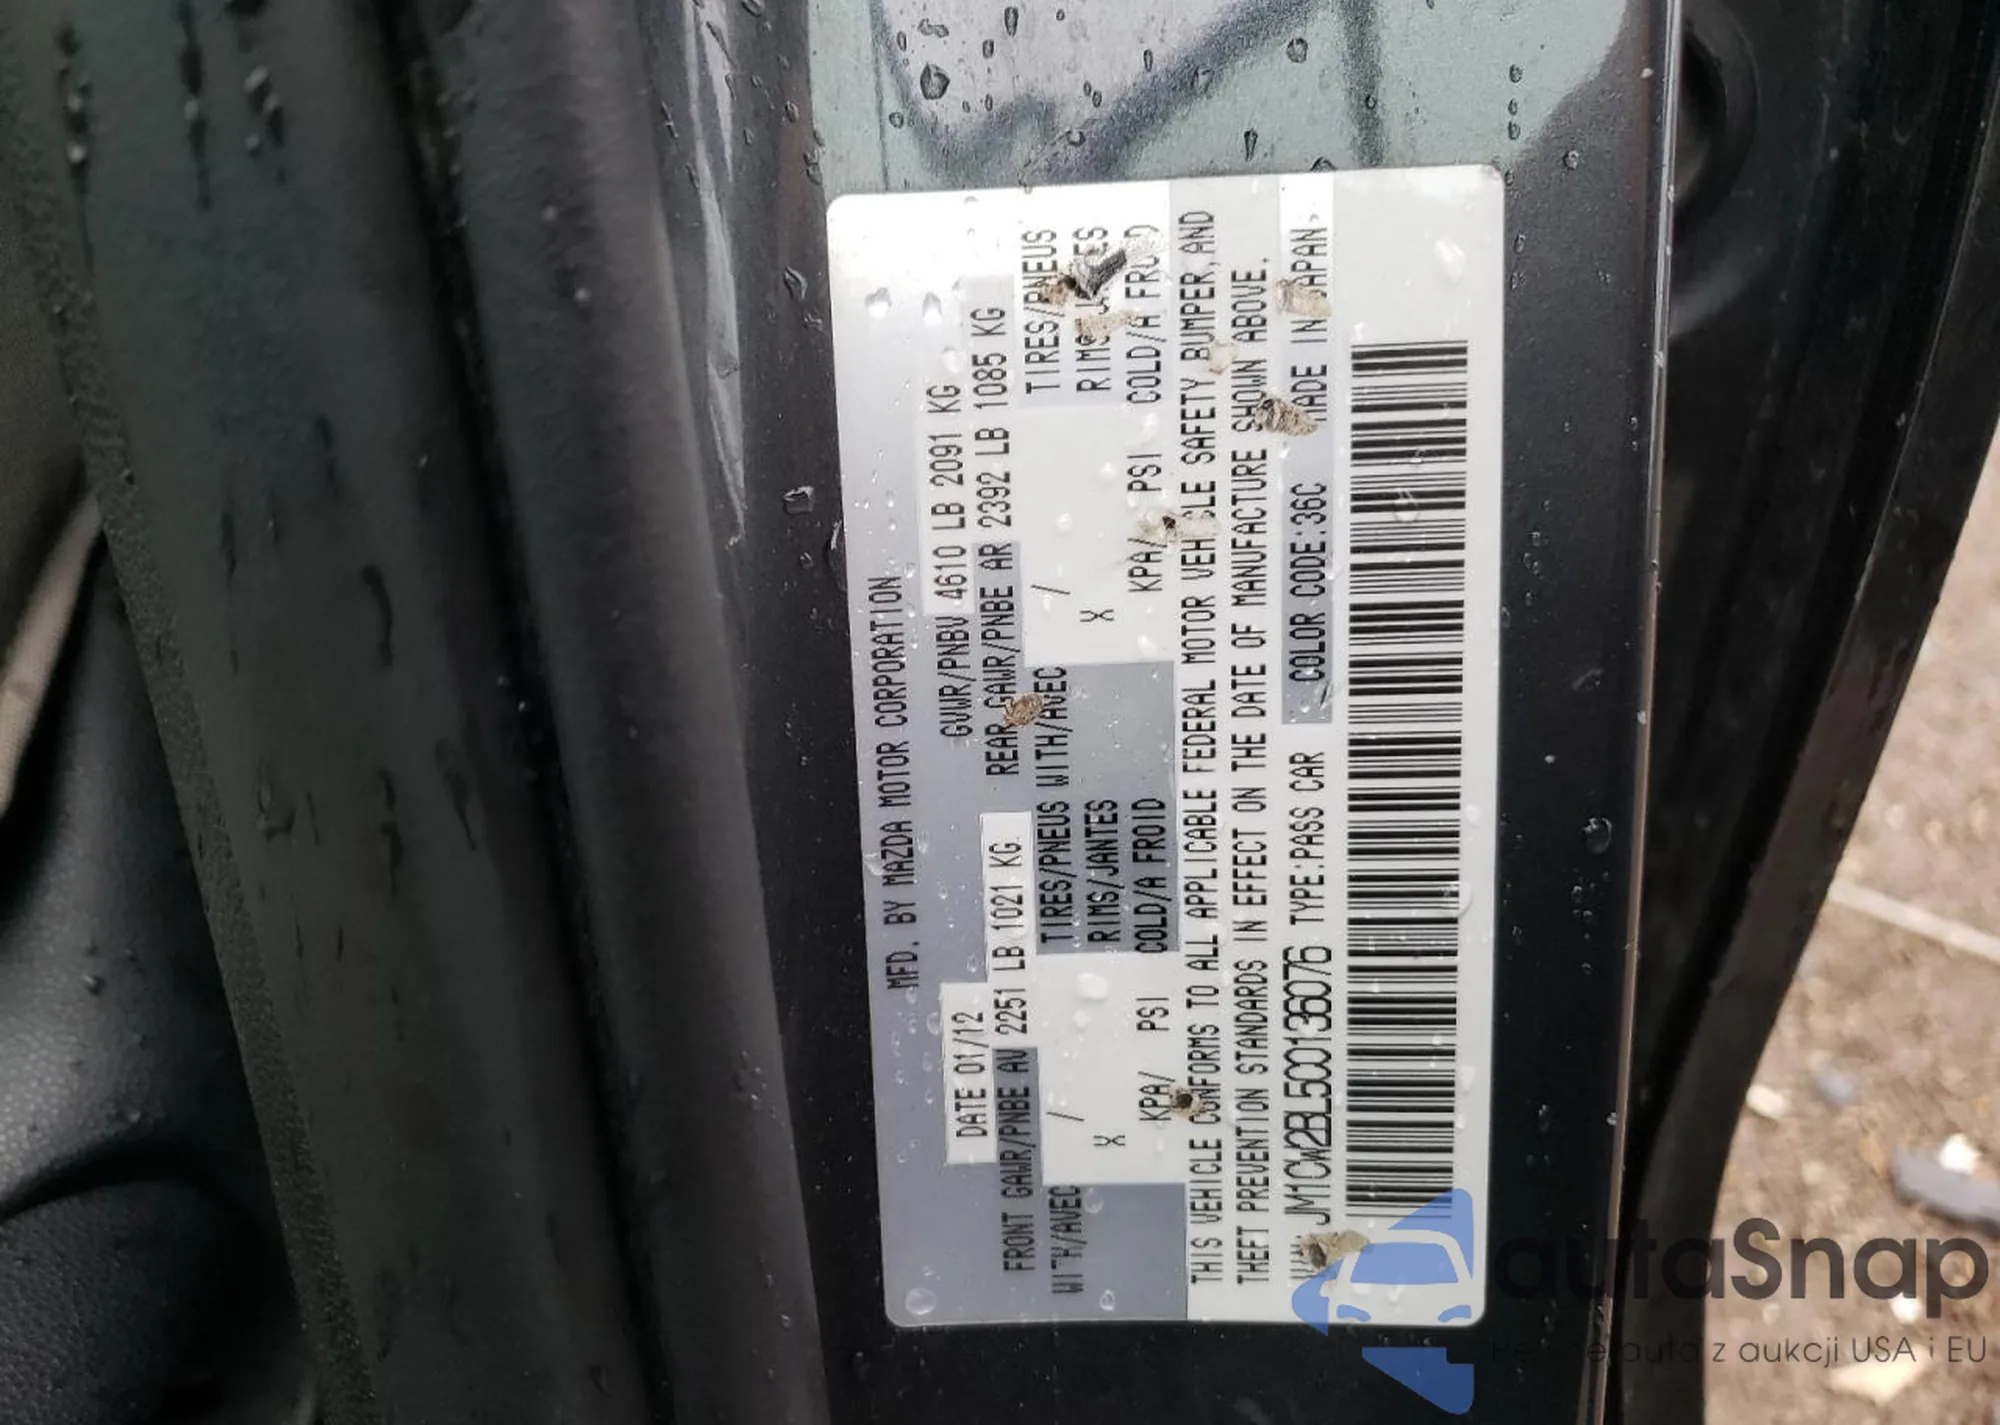 MFD. BY MAZDA MOTOR CORPORATION
DATE 01/12 GVWR/PNBV 4610 LB 2091 KG
FRONT GAWR/PNBE AV 2251 LB 1021 KG. REAR GAWR/PNBE AR 2392 LB 1085 KG
WITH/AVEC / TIRES/PNEUS WITH/AVEC / TIRES/PNEUS
X RIMS/JANTES X
KPA/ PSI COLD/A FROID KPA/ PSI COLD/A FROID
THIS VEHICLE CONFORMS TO ALL APPLICABLE FEDERAL MOTOR VEHICLE SAFETY BUMPER, AND
THEFT PREVENTION STANDARDS IN EFFECT ON THE DATE OF MANUFACTURE SHOWN ABOVE.
JM1CW2BL5C0136076 TYPE:PASS CAR COLOR CODE:36C MADE IN JAPAN
autoSnap
auta z aukcji USA i EU